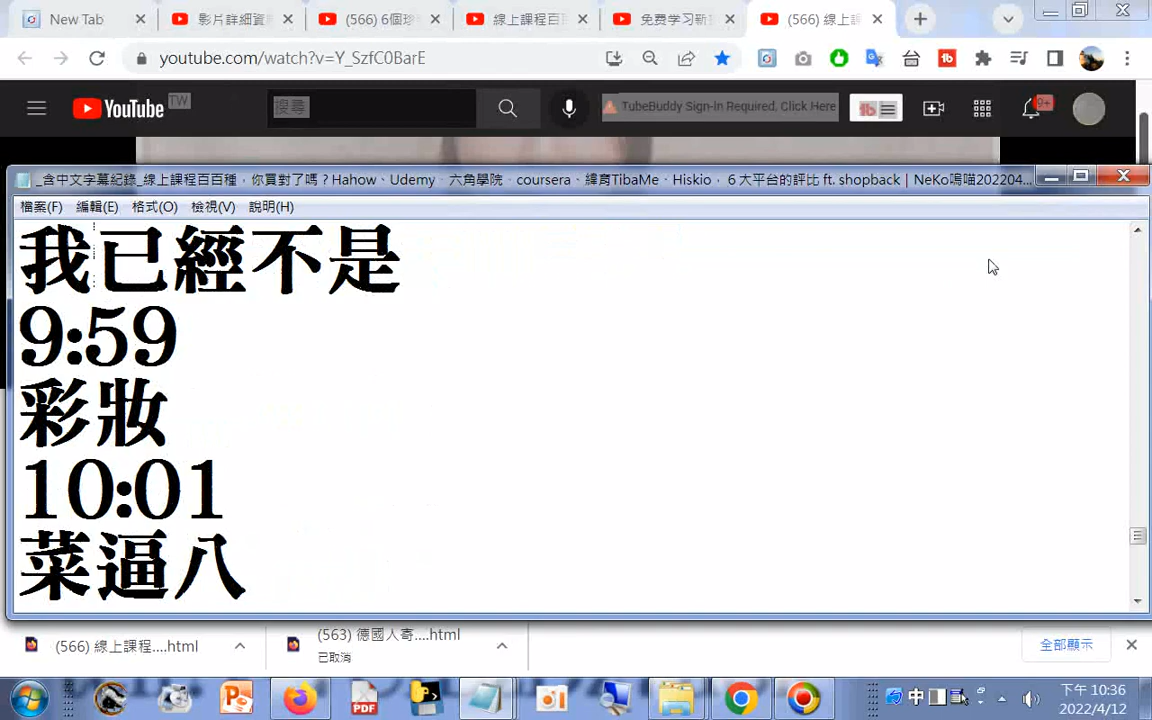 New Tab
影片詳細資
(566) 6個珍
線上課程百
免费学习新
(566) 線上課
youtube.com/watch?v=Y_SzfC0BarE
YouTube TW
搜尋
TubeBuddy Sign-In Required, Click Here
9+
_含中文字幕紀錄_線上課程百百種，你買對了嗎？Hahow、Udemy、六角學院、coursera、緯育TibaMe、Hiskio，６大平台的評比 ft. shopback | NeKo嗚喵202204...
檔案(F) 編輯(E) 格式(O) 檢視(V) 說明(H)
我已經不是
9:59
彩妝
10:01
菜逼八
(566) 線上課程....html
(563) 德國人奇....html
已取消
全部顯示
PDF
中
下午 10:36
2022/4/12